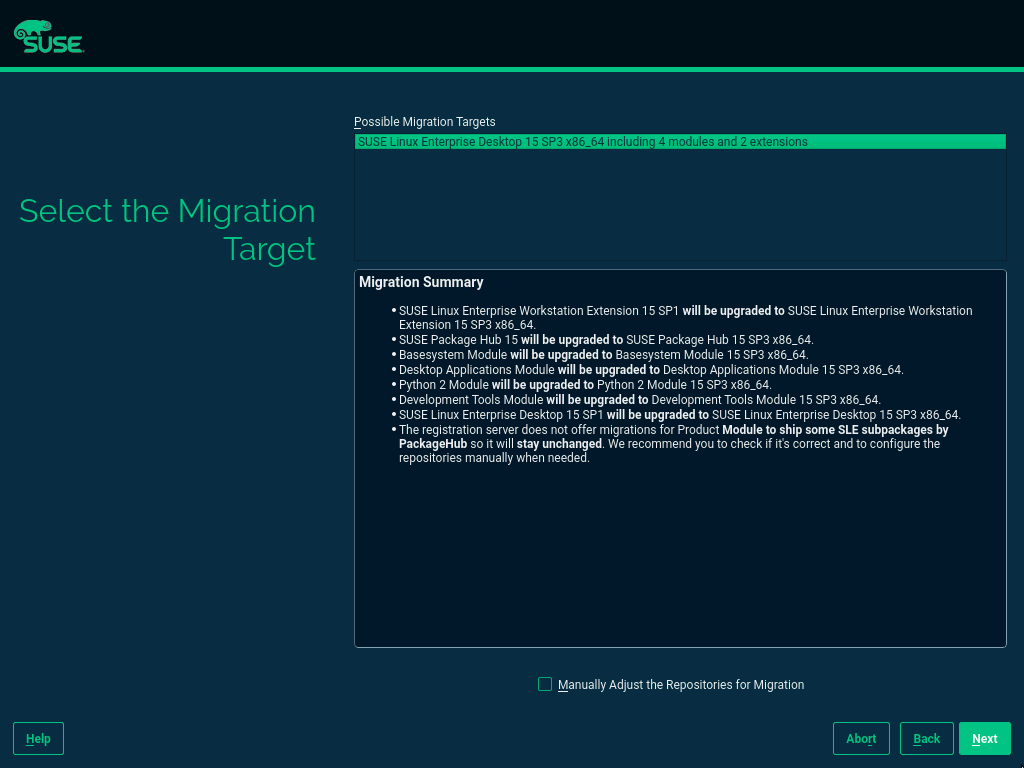 SUSE
Possible Migration Targets
SUSE Linux Enterprise Desktop 15 SP3 x86_64 including 4 modules and 2 extensions
Select the Migration
Target
Migration Summary
• SUSE Linux Enterprise Workstation Extension 15 SP1 will be upgraded to SUSE Linux Enterprise Workstation
Extension 15 SP3 x86_64.
• SUSE Package Hub 15 will be upgraded to SUSE Package Hub 15 SP3 x86_64.
• Basesystem Module will be upgraded to Basesystem Module 15 SP3 x86_64.
• Desktop Applications Module will be upgraded to Desktop Applications Module 15 SP3 x86_64.
• Python 2 Module will be upgraded to Python 2 Module 15 SP3 x86_64.
• Development Tools Module will be upgraded to Development Tools Module 15 SP3 x86_64.
• SUSE Linux Enterprise Desktop 15 SP1 will be upgraded to SUSE Linux Enterprise Desktop 15 SP3 x86_64.
• The registration server does not offer migrations for Product Module to ship some SLE subpackages by
PackageHub so it will stay unchanged. We recommend you to check if it's correct and to configure the
repositories manually when needed.
Manually Adjust the Repositories for Migration
Help
Abort
Back
Next